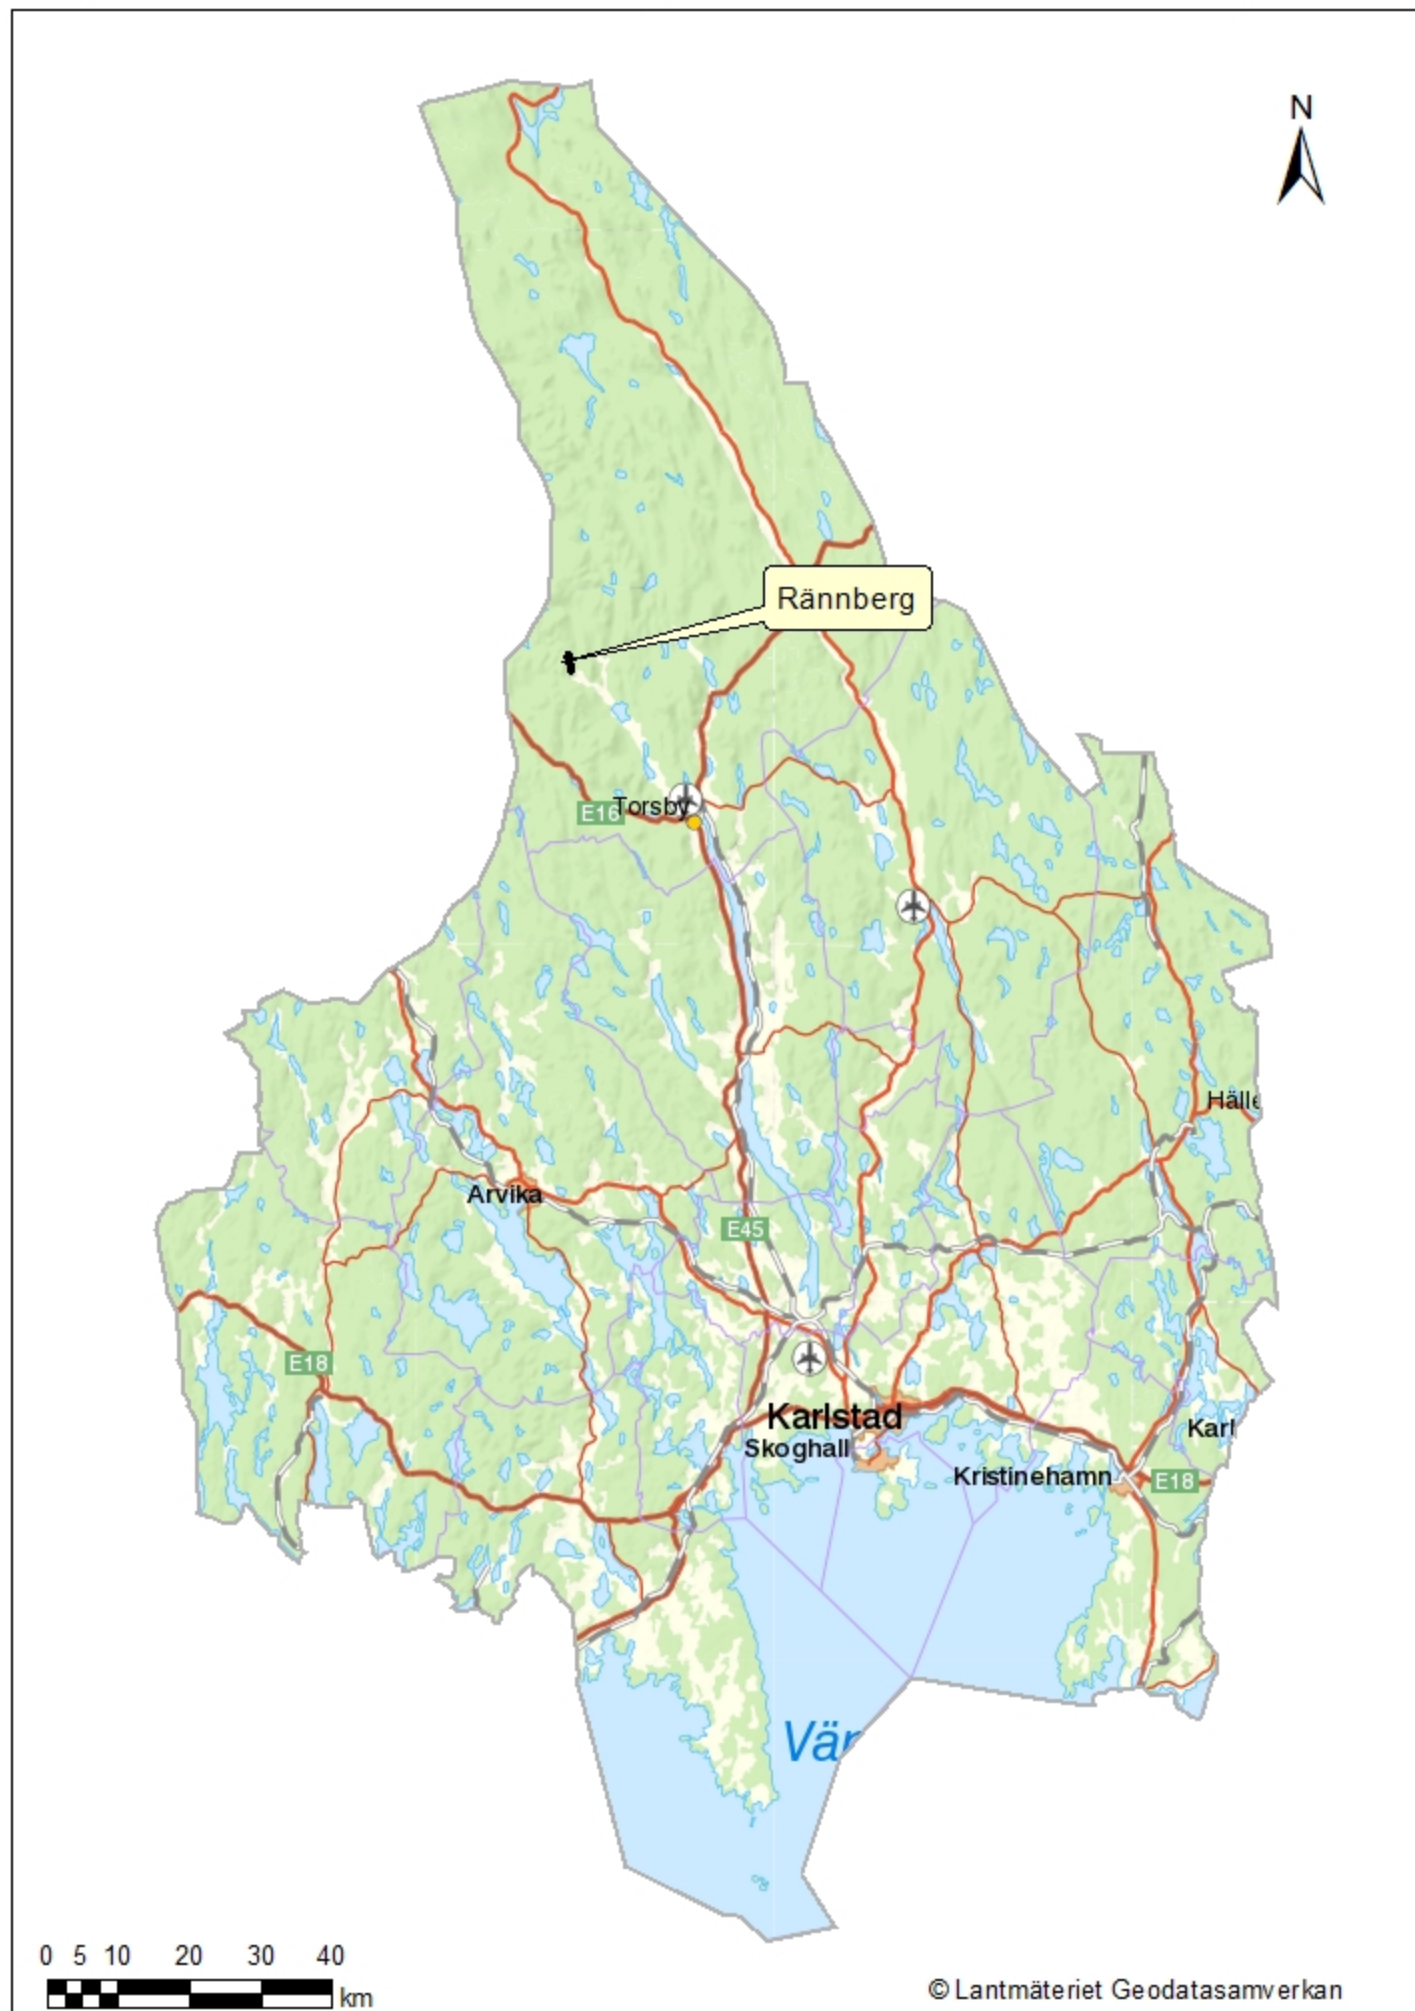 N
Rännberg
E16
Torsby
Hälle
Arvika
E45
E18
Karlstad
Karl
Skoghall
Kristinehamn
E18
Vär
0 5 10 20 30 40
km
© Lantmäteriet Geodatasamverkan